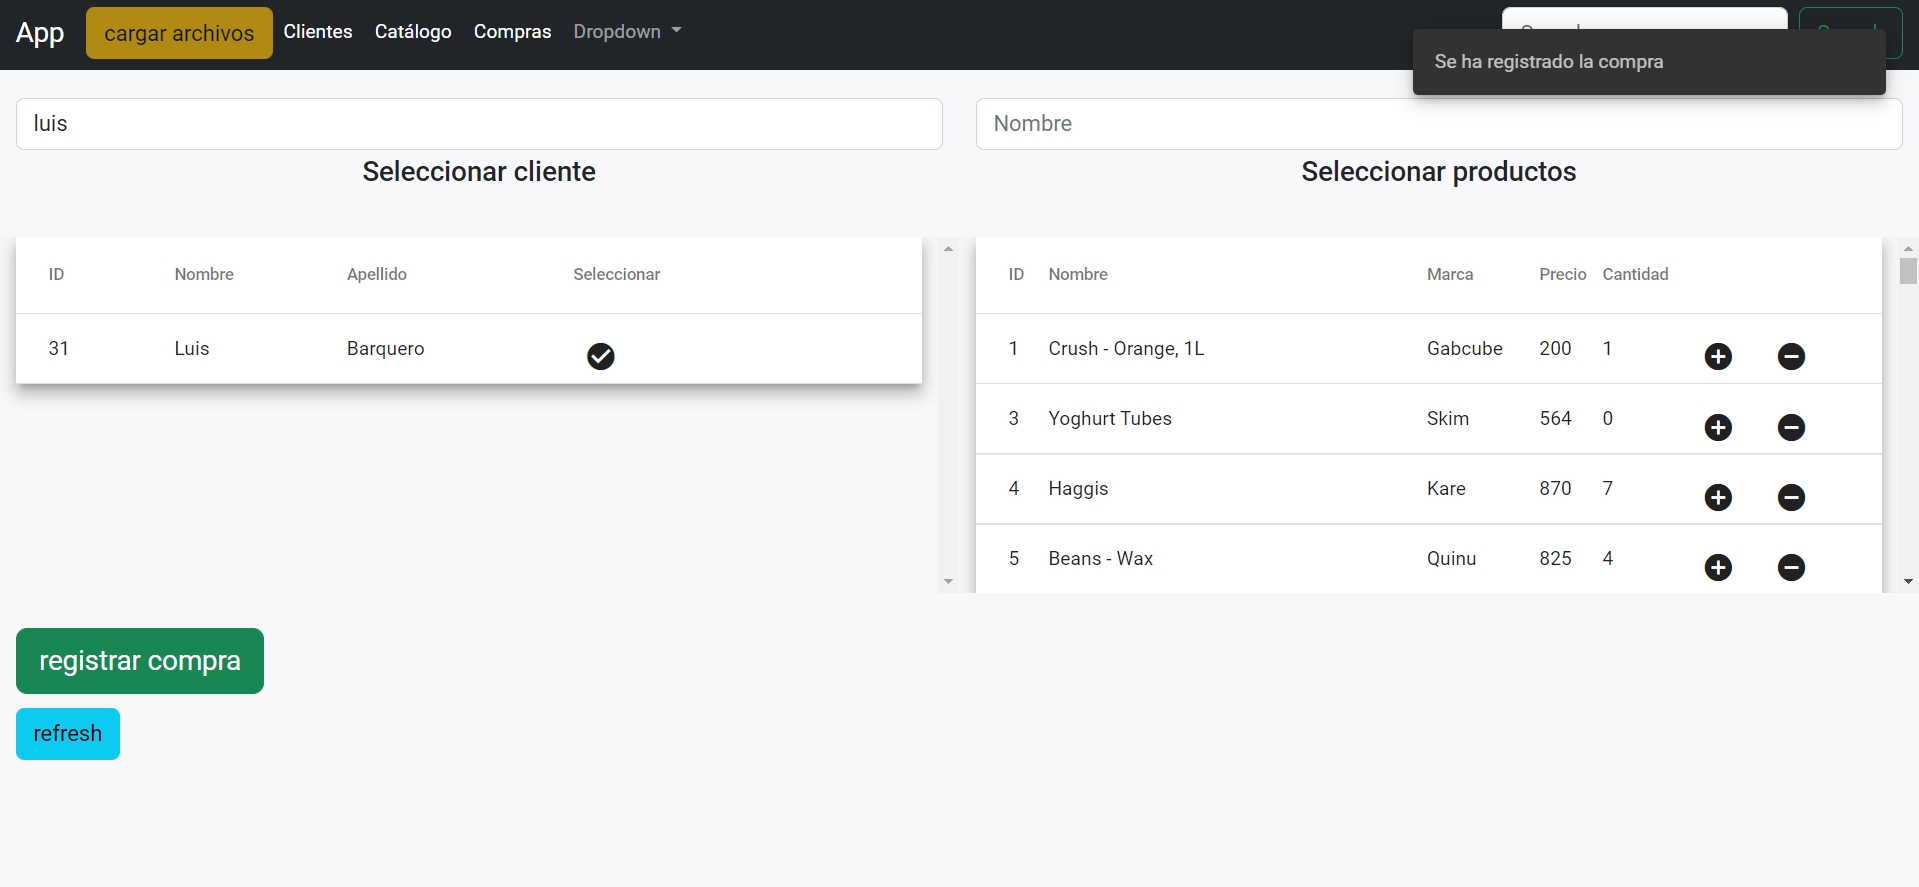 App cargar archivos Clientes Catálogo Compras Dropdown
Se ha registrado la compra
luis
Nombre
Seleccionar cliente
Seleccionar productos
ID Nombre Apellido Seleccionar
31 Luis Barquero
ID Nombre Marca Precio Cantidad
1 Crush - Orange, 1L Gabcube 200 1
3 Yoghurt Tubes Skim 564 0
4 Haggis Kare 870 7
5 Beans - Wax Quinu 825 4
registrar compra
refresh